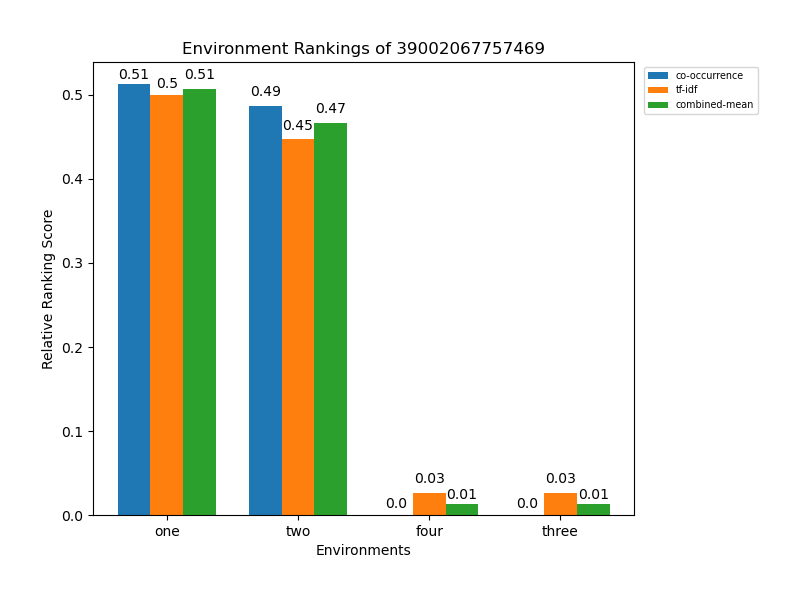 Environment Rankings of 39002067757469
co-occurrence
tf-idf
combined-mean
Relative Ranking Score
0.5
0.4
0.3
0.2
0.1
0.0
0.51
0.5
0.51
0.49
0.45
0.47
0.0
0.03
0.01
0.0
0.03
0.01
one
two
four
three
Environments